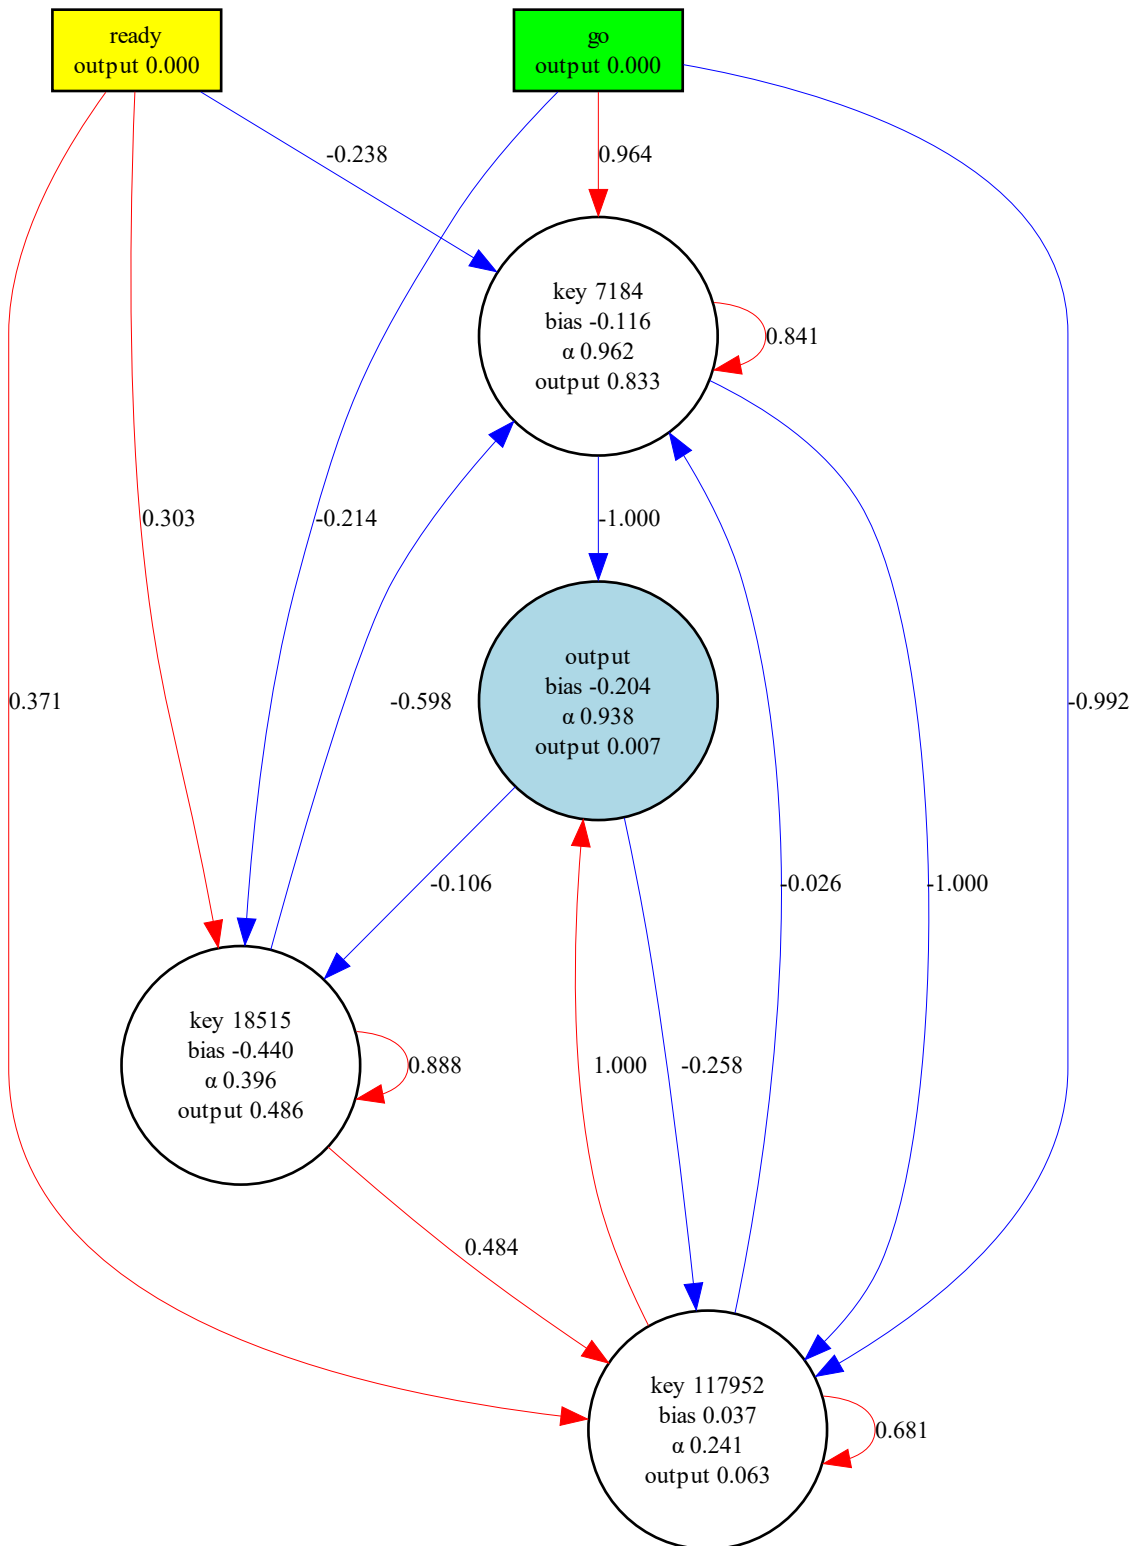 ready
output 0.000
go
output 0.000
-0.238
0.964
key 7184
bias -0.116
α 0.962
output 0.833
0.841
0.303
-0.214
-1.000
output
bias -0.204
α 0.938
output 0.007
0.371
-0.598
-0.992
-0.106
-0.026
-1.000
key 18515
bias -0.440
α 0.396
output 0.486
0.888
1.000
-0.258
0.484
key 117952
bias 0.037
α 0.241
output 0.063
0.681